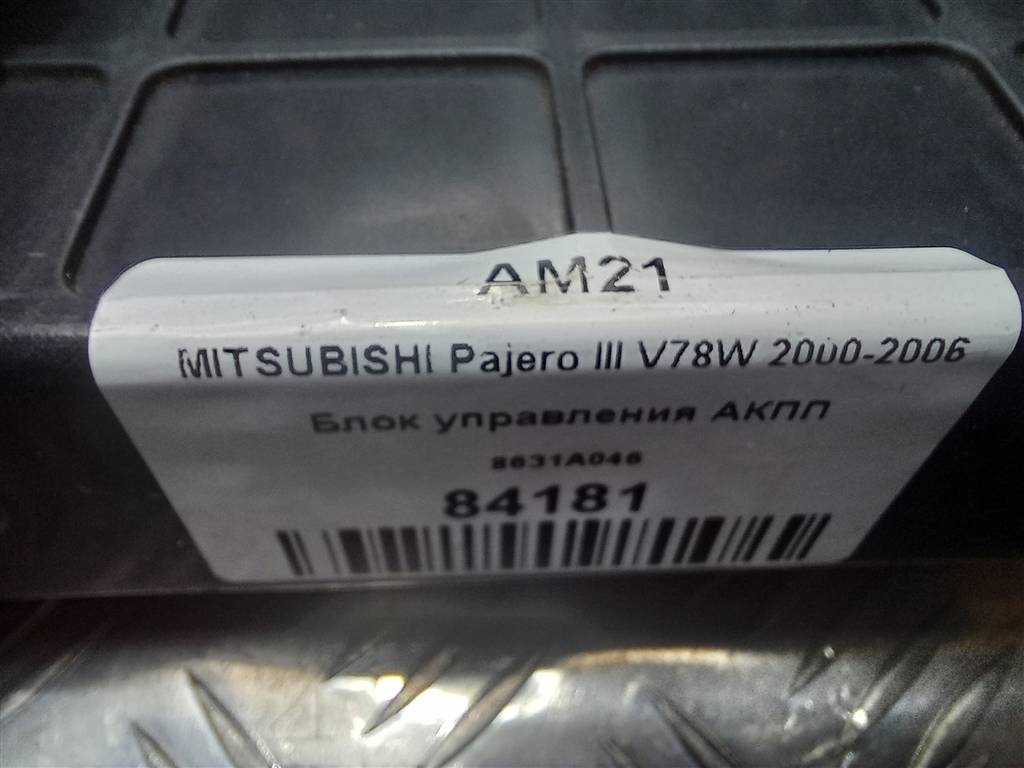 AM21
MITSUBISHI Pajero III V78W 2000-2006
Блок управления АКПП
8631A046
84181